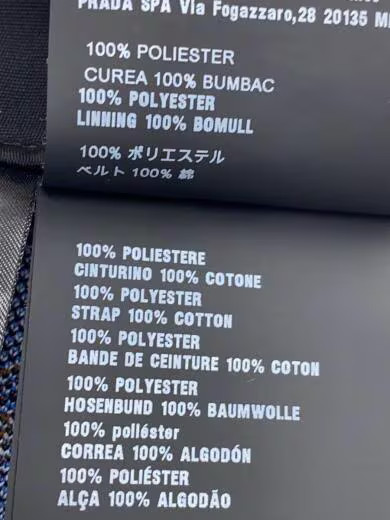 PRADA SPA Via Fogazzaro,28 20135
100% POLIESTER
CUREA 100% BUMBAC
100% POLYESTER
LINNING 100% BOMULL
100% ポリエステル
ベルト 100% 綿
100% POLIESTERE
CINTURINO 100% COTONE
100% POLYESTER
STRAP 100% COTTON
100% POLYESTER
BANDE DE CEINTURE 100% COTON
100% POLYESTER
HOSENBUND 100% BAUMWOLLE
100% poliéster
CORREA 100% ALGODÓN
100% POLIÉSTER
ALÇA 100% ALGODÃO